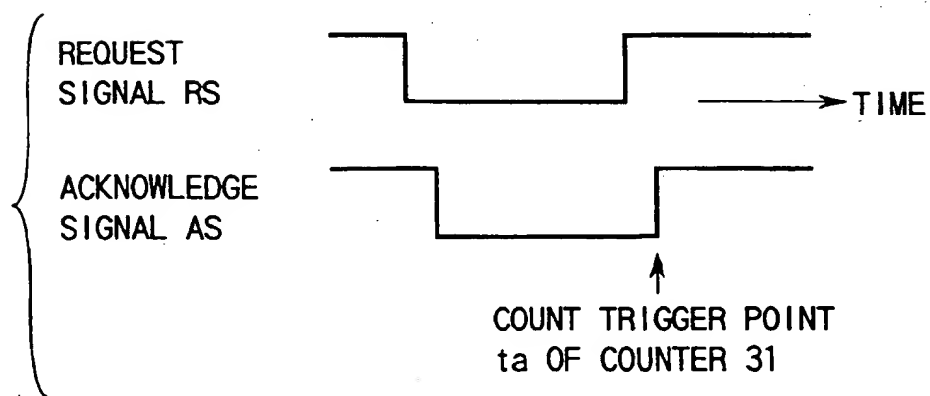 REQUEST
SIGNAL RS
TIME
ACKNOWLEDGE
SIGNAL AS
COUNT TRIGGER POINT
ta OF COUNTER 31